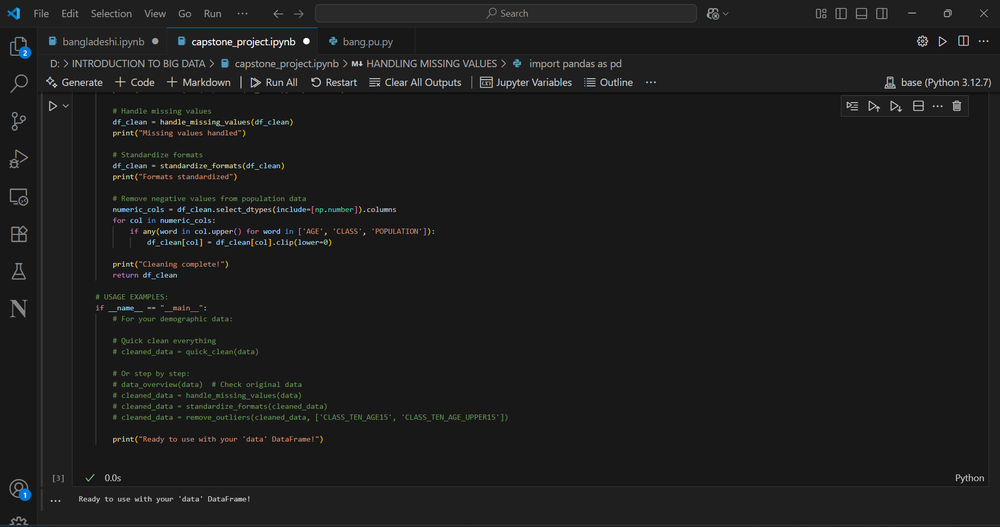 File Edit Selection View Go Run ··· Search
bangladeshi.ipynb capstone_project.ipynb bang.pu.py
2
D: > INTRODUCTION TO BIG DATA > capstone_project.ipynb > M↓ HANDLING MISSING VALUES > import pandas as pd
Generate + Code + Markdown | Run All Restart Clear All Outputs | Jupyter Variables Outline ··· base (Python 3.12.7)
# Handle missing values
df_clean = handle_missing_values(df_clean)
print("Missing values handled")
# Standardize formats
df_clean = standardize_formats(df_clean)
print("Formats standardized")
# Remove negative values from population data
numeric_cols = df_clean.select_dtypes(include=[np.number]).columns
for col in numeric_cols:
if any(word in col.upper() for word in ['AGE', 'CLASS', 'POPULATION']):
df_clean[col] = df_clean[col].clip(lower=0)
print("Cleaning complete!")
return df_clean
# USAGE EXAMPLES:
if __name__ == "__main__":
# For your demographic data:
# Quick clean everything
# cleaned_data = quick_clean(data)
# Or step by step:
# data_overview(data)  # Check original data
# cleaned_data = handle_missing_values(data)
# cleaned_data = standardize_formats(cleaned_data)
# cleaned_data = remove_outliers(cleaned_data, ['CLASS_TEN_AGE15', 'CLASS_TEN_AGE_UPPER15'])
print("Ready to use with your 'data' DataFrame!")
[3] ✓ 0.0s Python
1
··· Ready to use with your 'data' DataFrame!
N